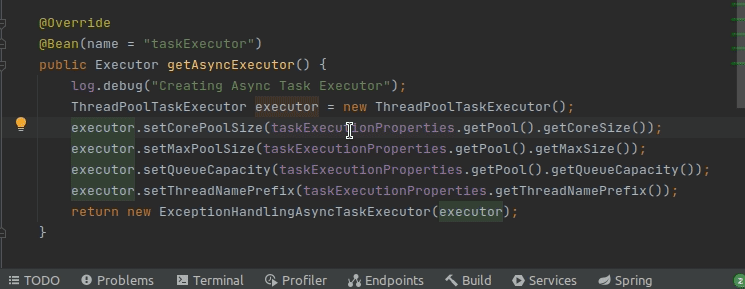 @Override
@Bean(name = "taskExecutor")
public Executor getAsyncExecutor() {
log.debug("Creating Async Task Executor");
ThreadPoolTaskExecutor executor = new ThreadPoolTaskExecutor();
executor.setCorePoolSize(taskExecutionProperties.getPool().getCoreSize());
executor.setMaxPoolSize(taskExecutionProperties.getPool().getMaxSize());
executor.setQueueCapacity(taskExecutionProperties.getPool().getQueueCapacity());
executor.setThreadNamePrefix(taskExecutionProperties.getThreadNamePrefix());
return new ExceptionHandlingAsyncTaskExecutor(executor);
}
TODO Problems Terminal Profiler Endpoints Build Services Spring 2